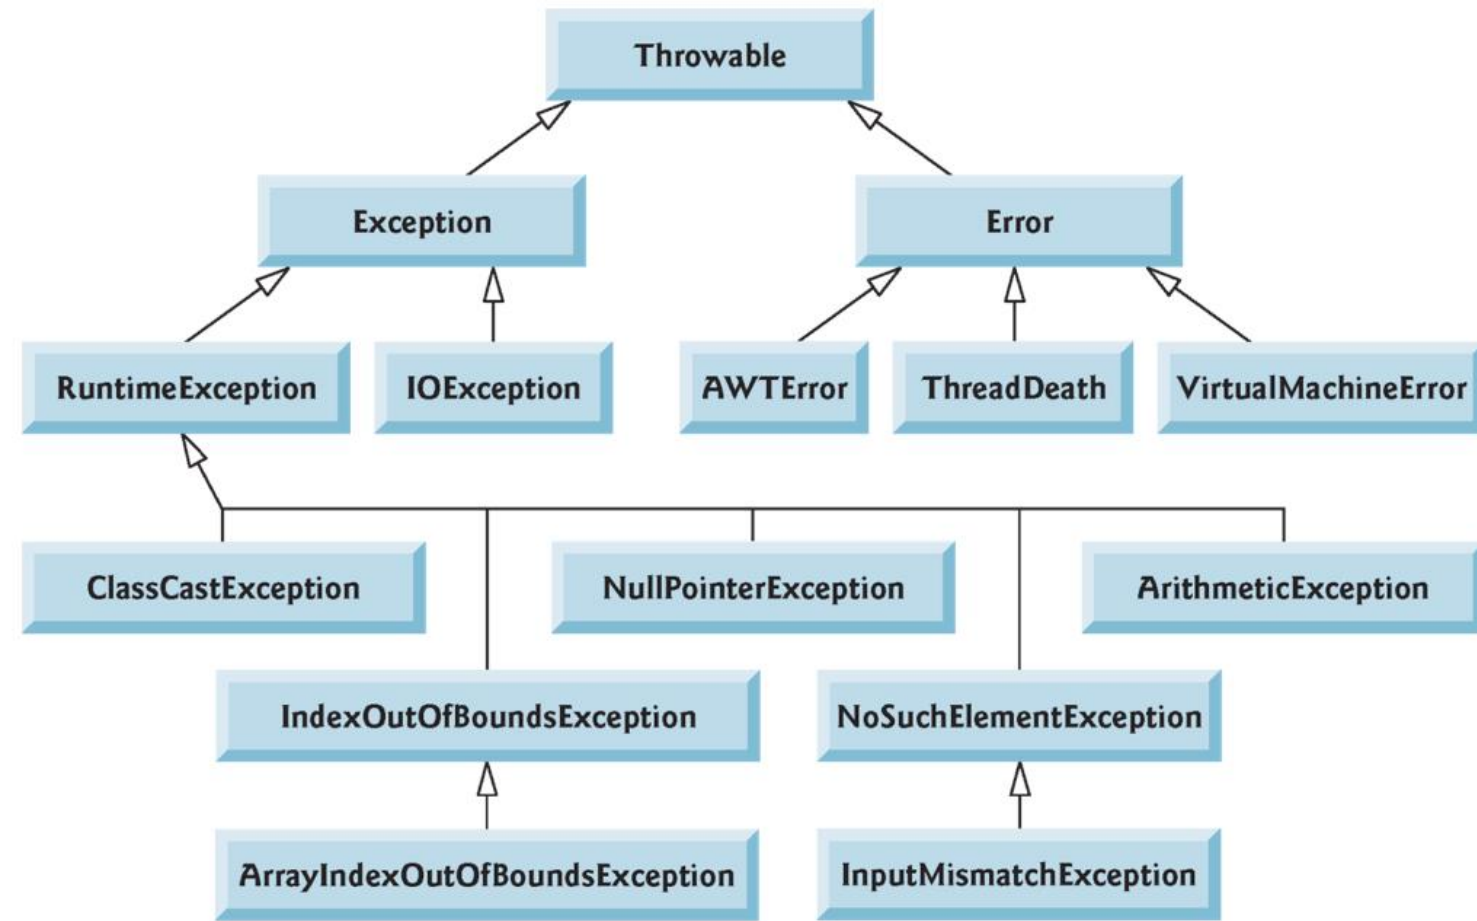 Throwable
Exception
Error
RuntimeException
IOException
AWTError
ThreadDeath
VirtualMachineError
ClassCastException
NullPointerException
ArithmeticException
IndexOutOfBoundsException
NoSuchElementException
ArrayIndexOutOfBoundsException
InputMismatchException